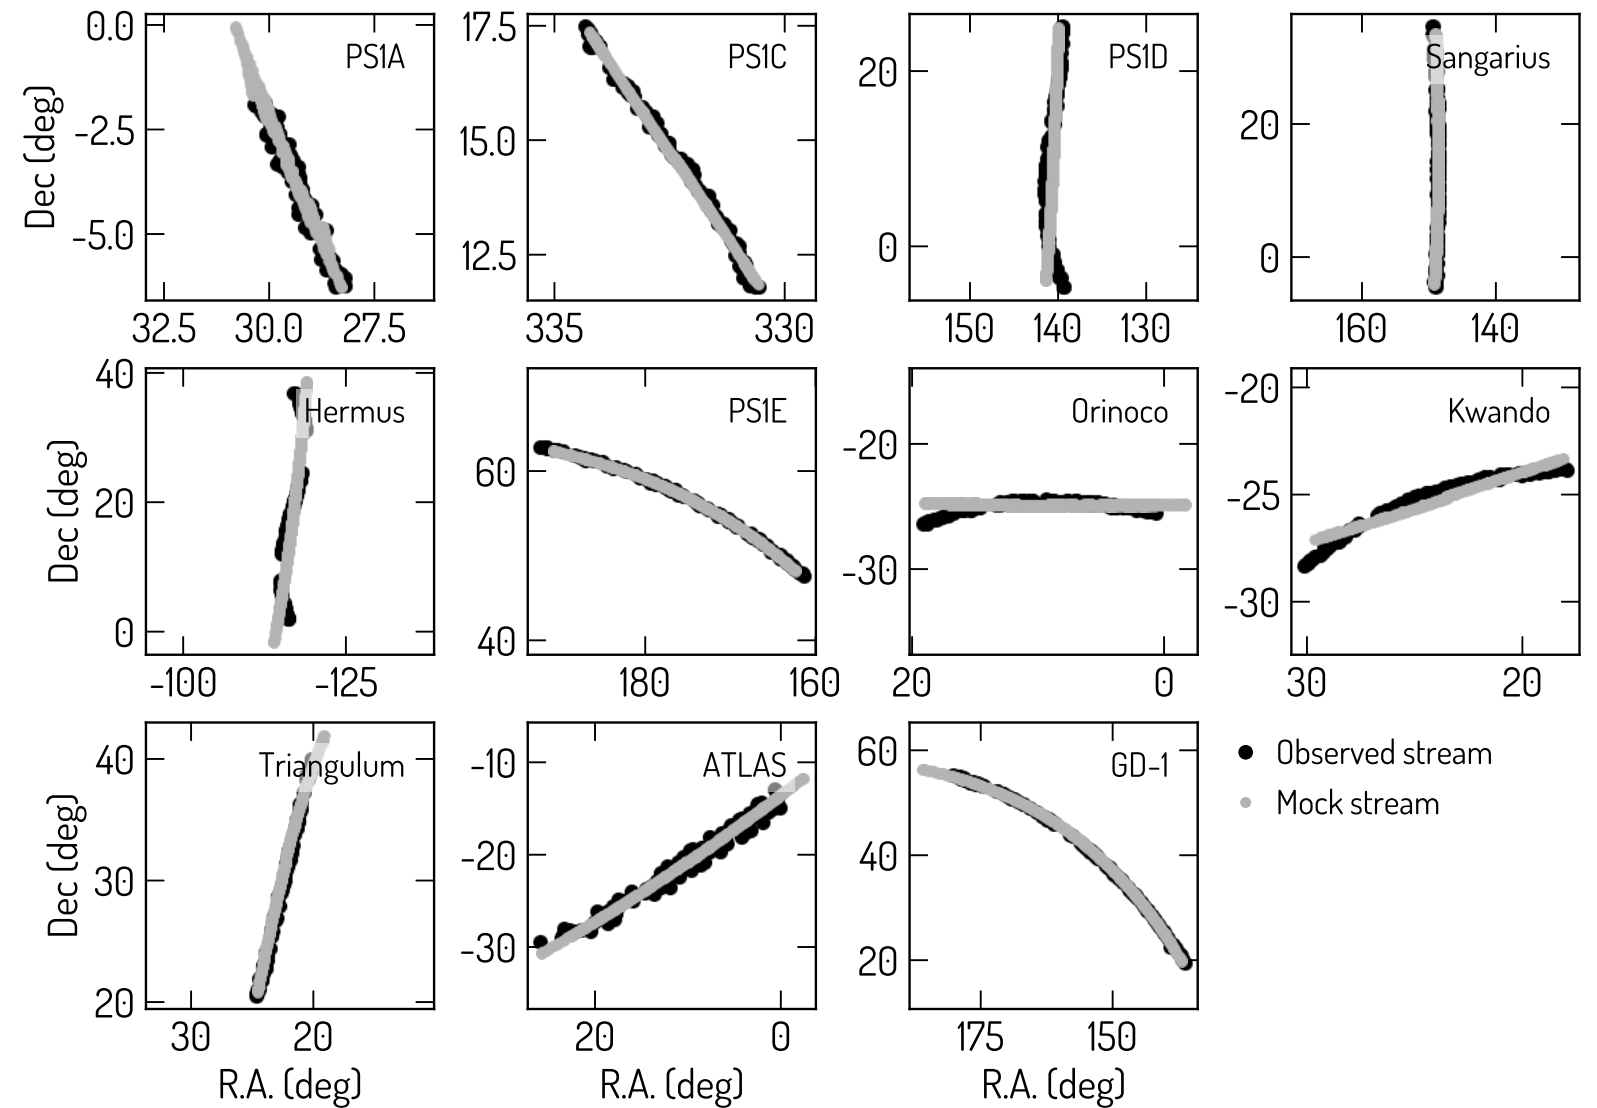 PS1A
PS1C
PS1D
Sangarius
0.0
-2.5
-5.0
Dec (deg)
32.5 30.0 27.5
17.5
15.0
12.5
335 330
20
0
150 140 130
20
0
160 140
Hermus
PS1E
Orinoco
Kwando
40
20
0
Dec (deg)
-100 -125
60
40
180 160
-20
-30
20 0
-20
-25
-30
30 20
Triangulum
ATLAS
GD-1
40
30
20
Dec (deg)
30 20
R.A. (deg)
-10
-20
-30
20 0
R.A. (deg)
60
40
20
175 150
R.A. (deg)
Observed stream
Mock stream